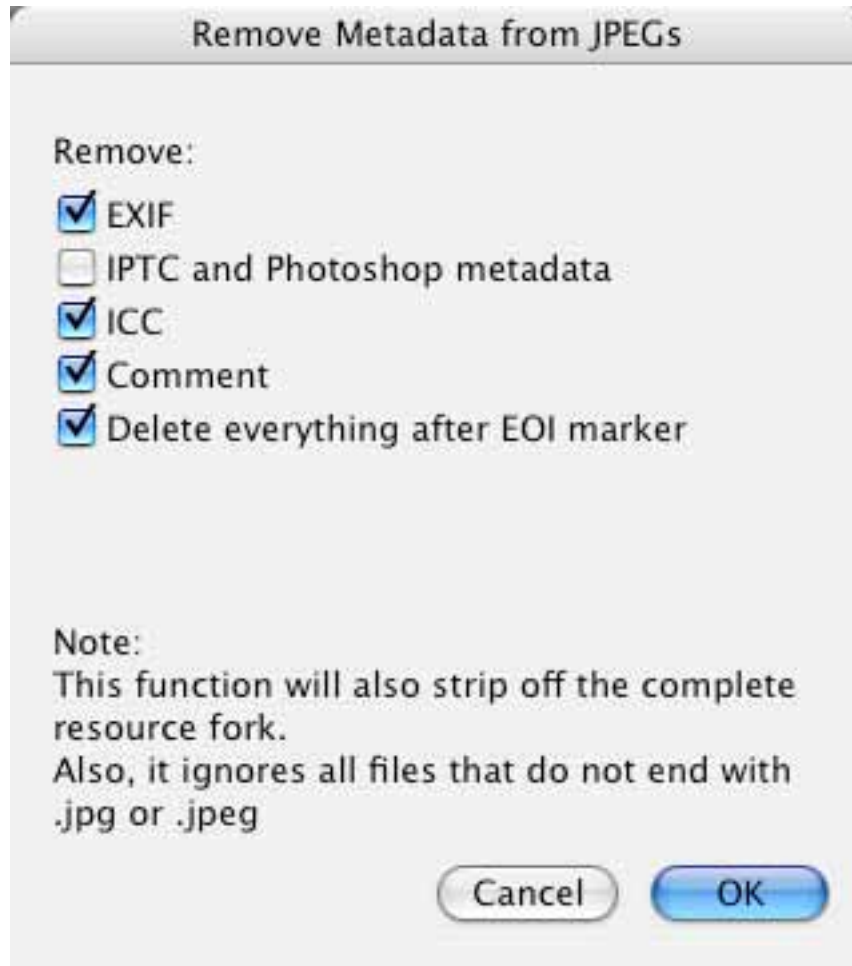 Remove Metadata from JPEGs
Remove:
EXIF
IPTC and Photoshop metadata
ICC
Comment
Delete everything after EOI marker
Note:
This function will also strip off the complete
resource fork.
Also, it ignores all files that do not end with
.jpg or .jpeg
Cancel
OK